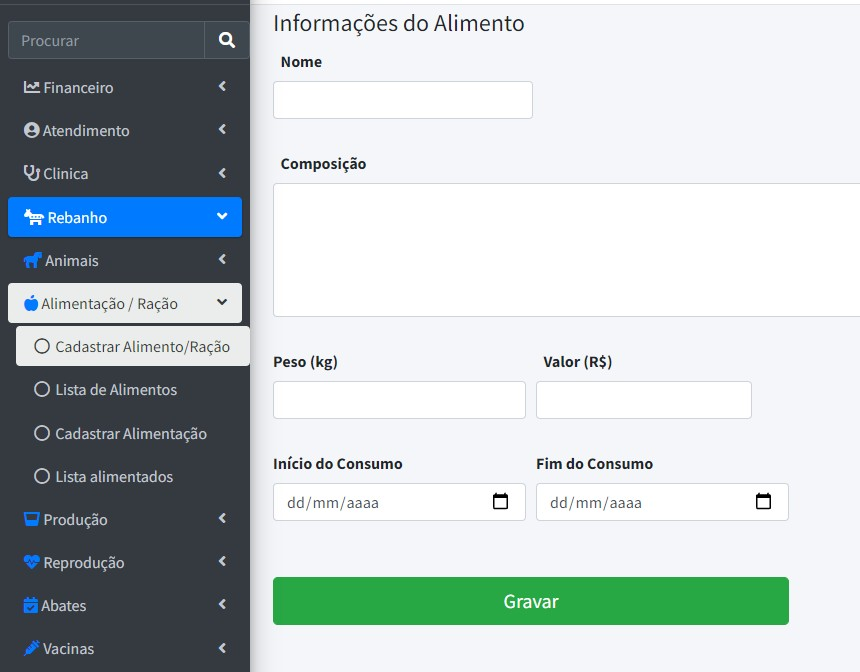 Procurar
Financeiro
Atendimento
Clinica
Rebanho
Animais
Alimentação / Ração
Cadastrar Alimento/Ração
Lista de Alimentos
Cadastrar Alimentação
Lista alimentados
Produção
Reprodução
Abates
Vacinas
Informações do Alimento
Nome
Composição
Peso (kg)
Valor (R$)
Início do Consumo
Fim do Consumo
dd/mm/aaaa
dd/mm/aaaa
Gravar